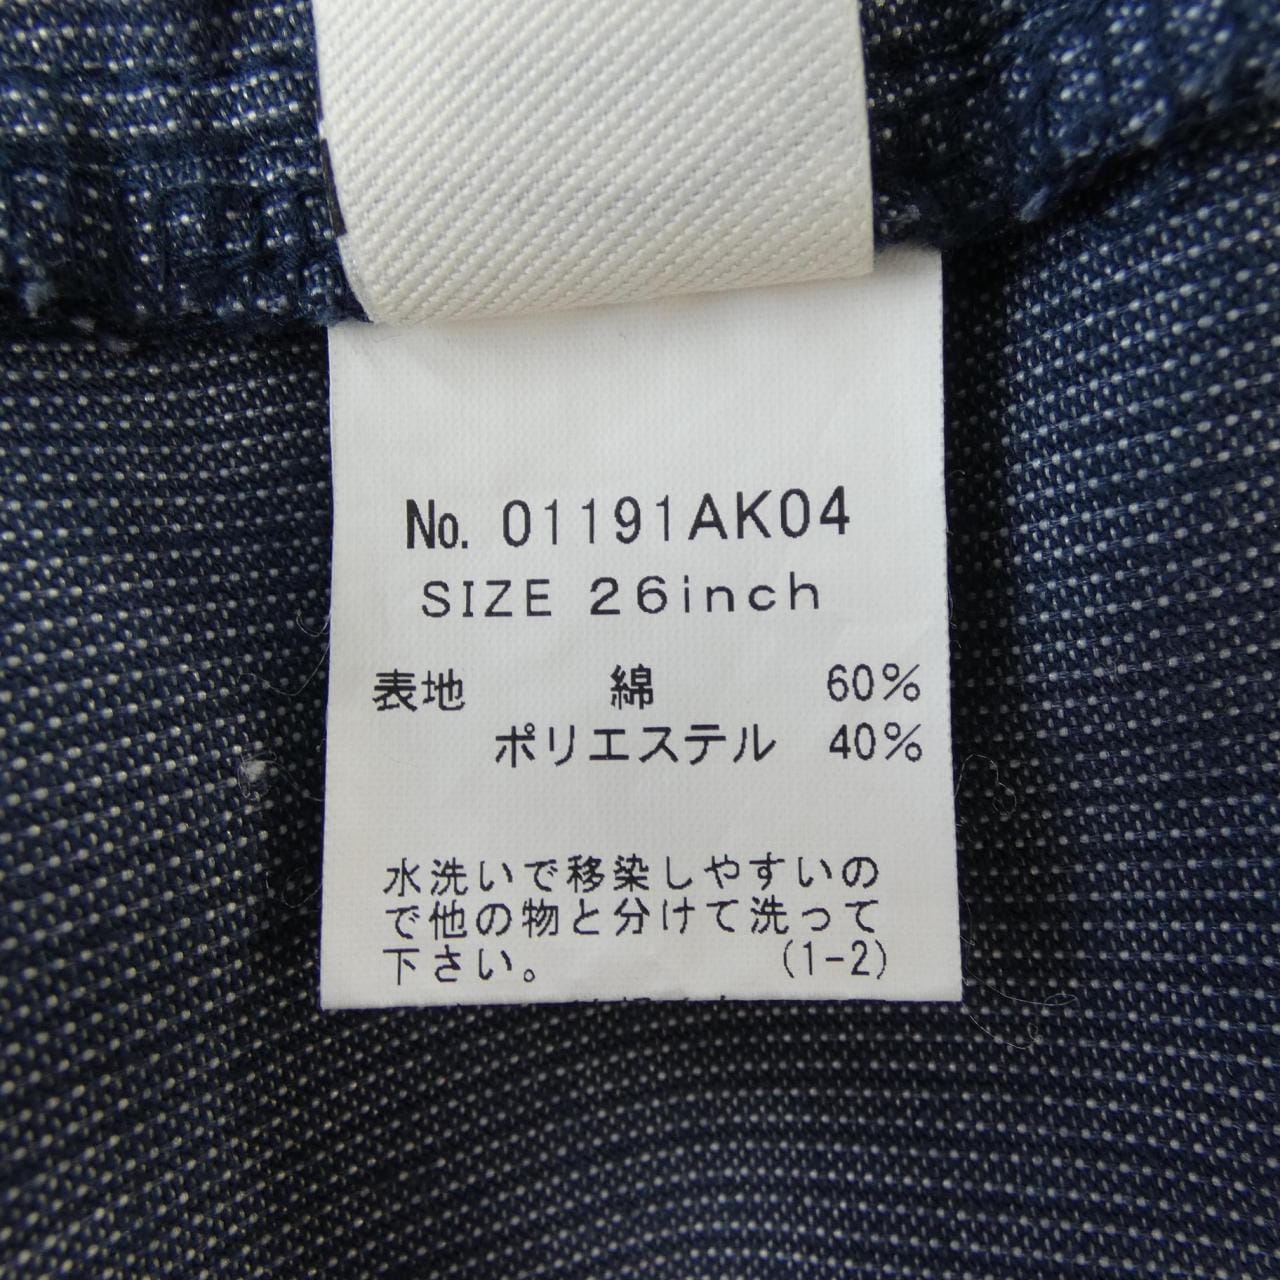 No. 01191AK04
SIZE 26inch
表地 綿 60%
ポリエステル 40%
水洗いで移染しやすいの
で他の物と分けて洗って
下さい。 (1-2)